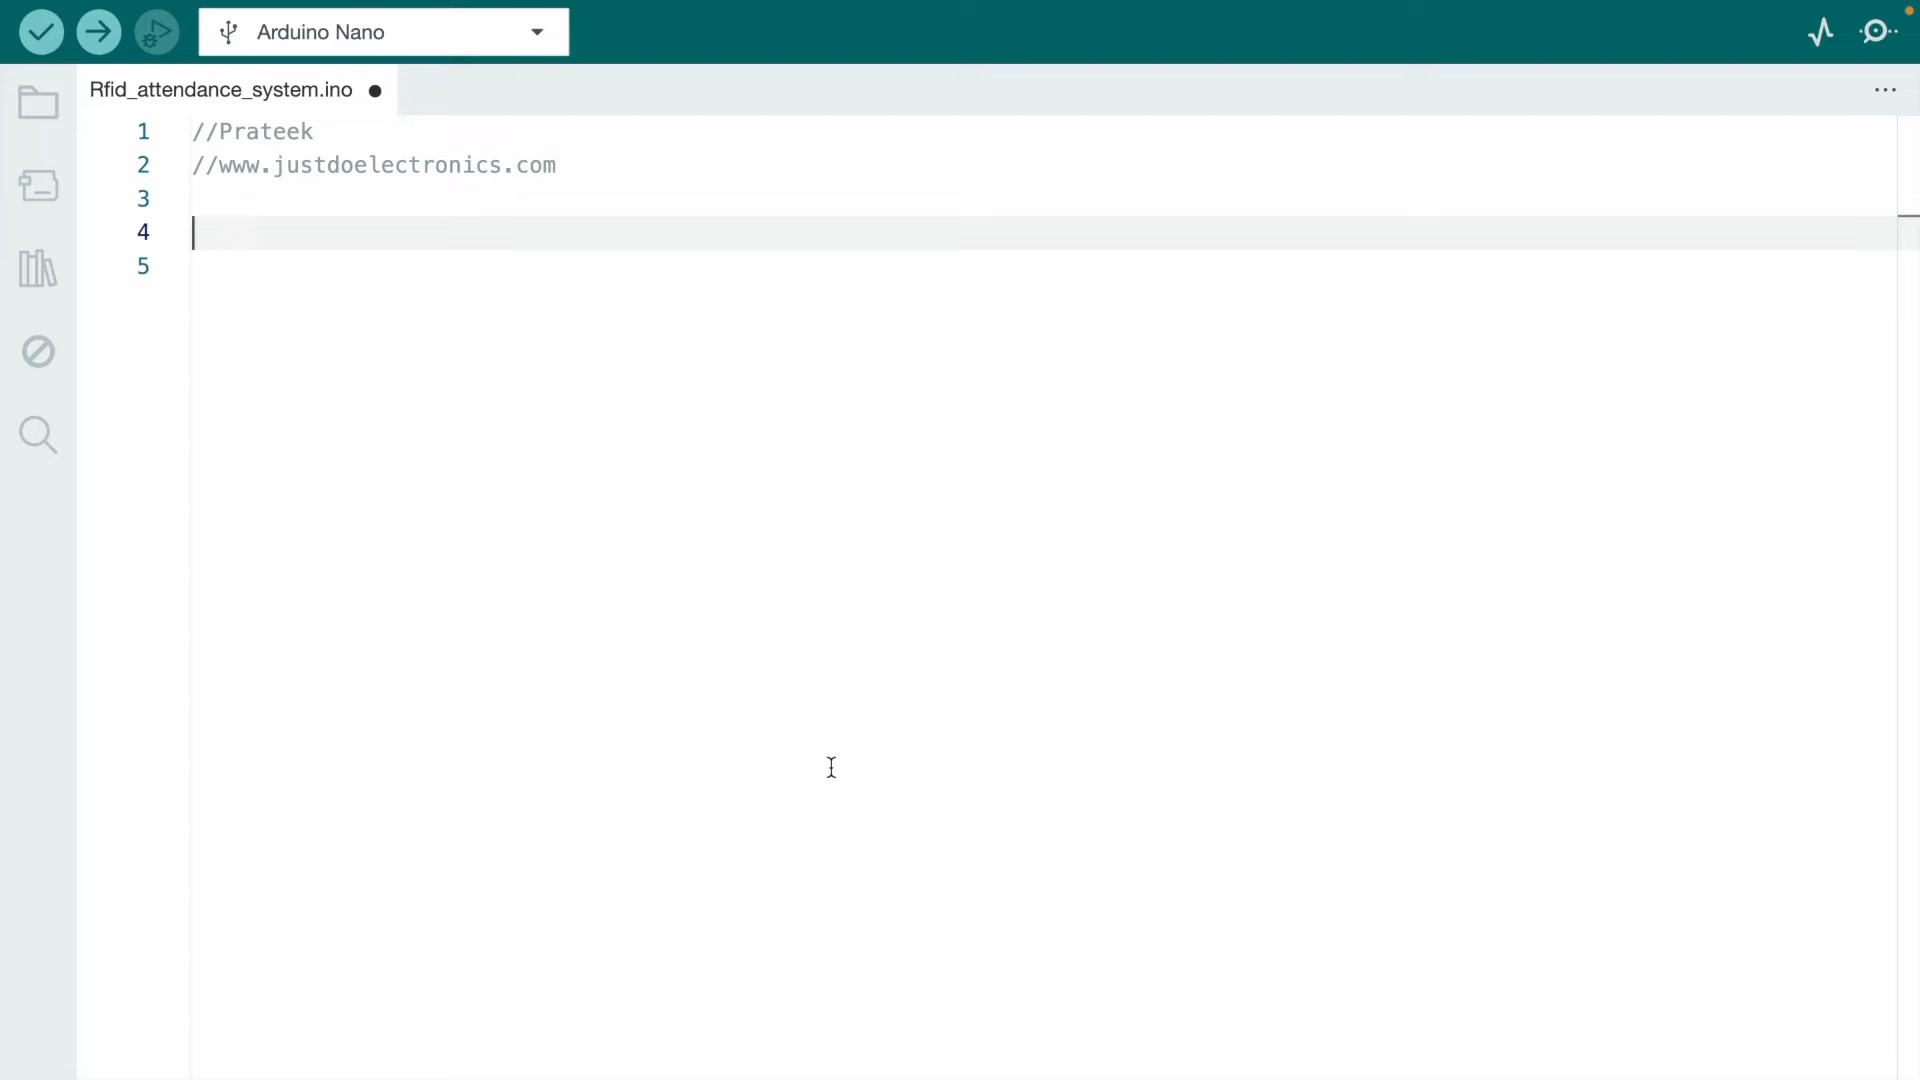 Arduino Nano
Rfid_attendance_system.ino
1 //Prateek
2 //www.justdoelectronics.com
3
4
5